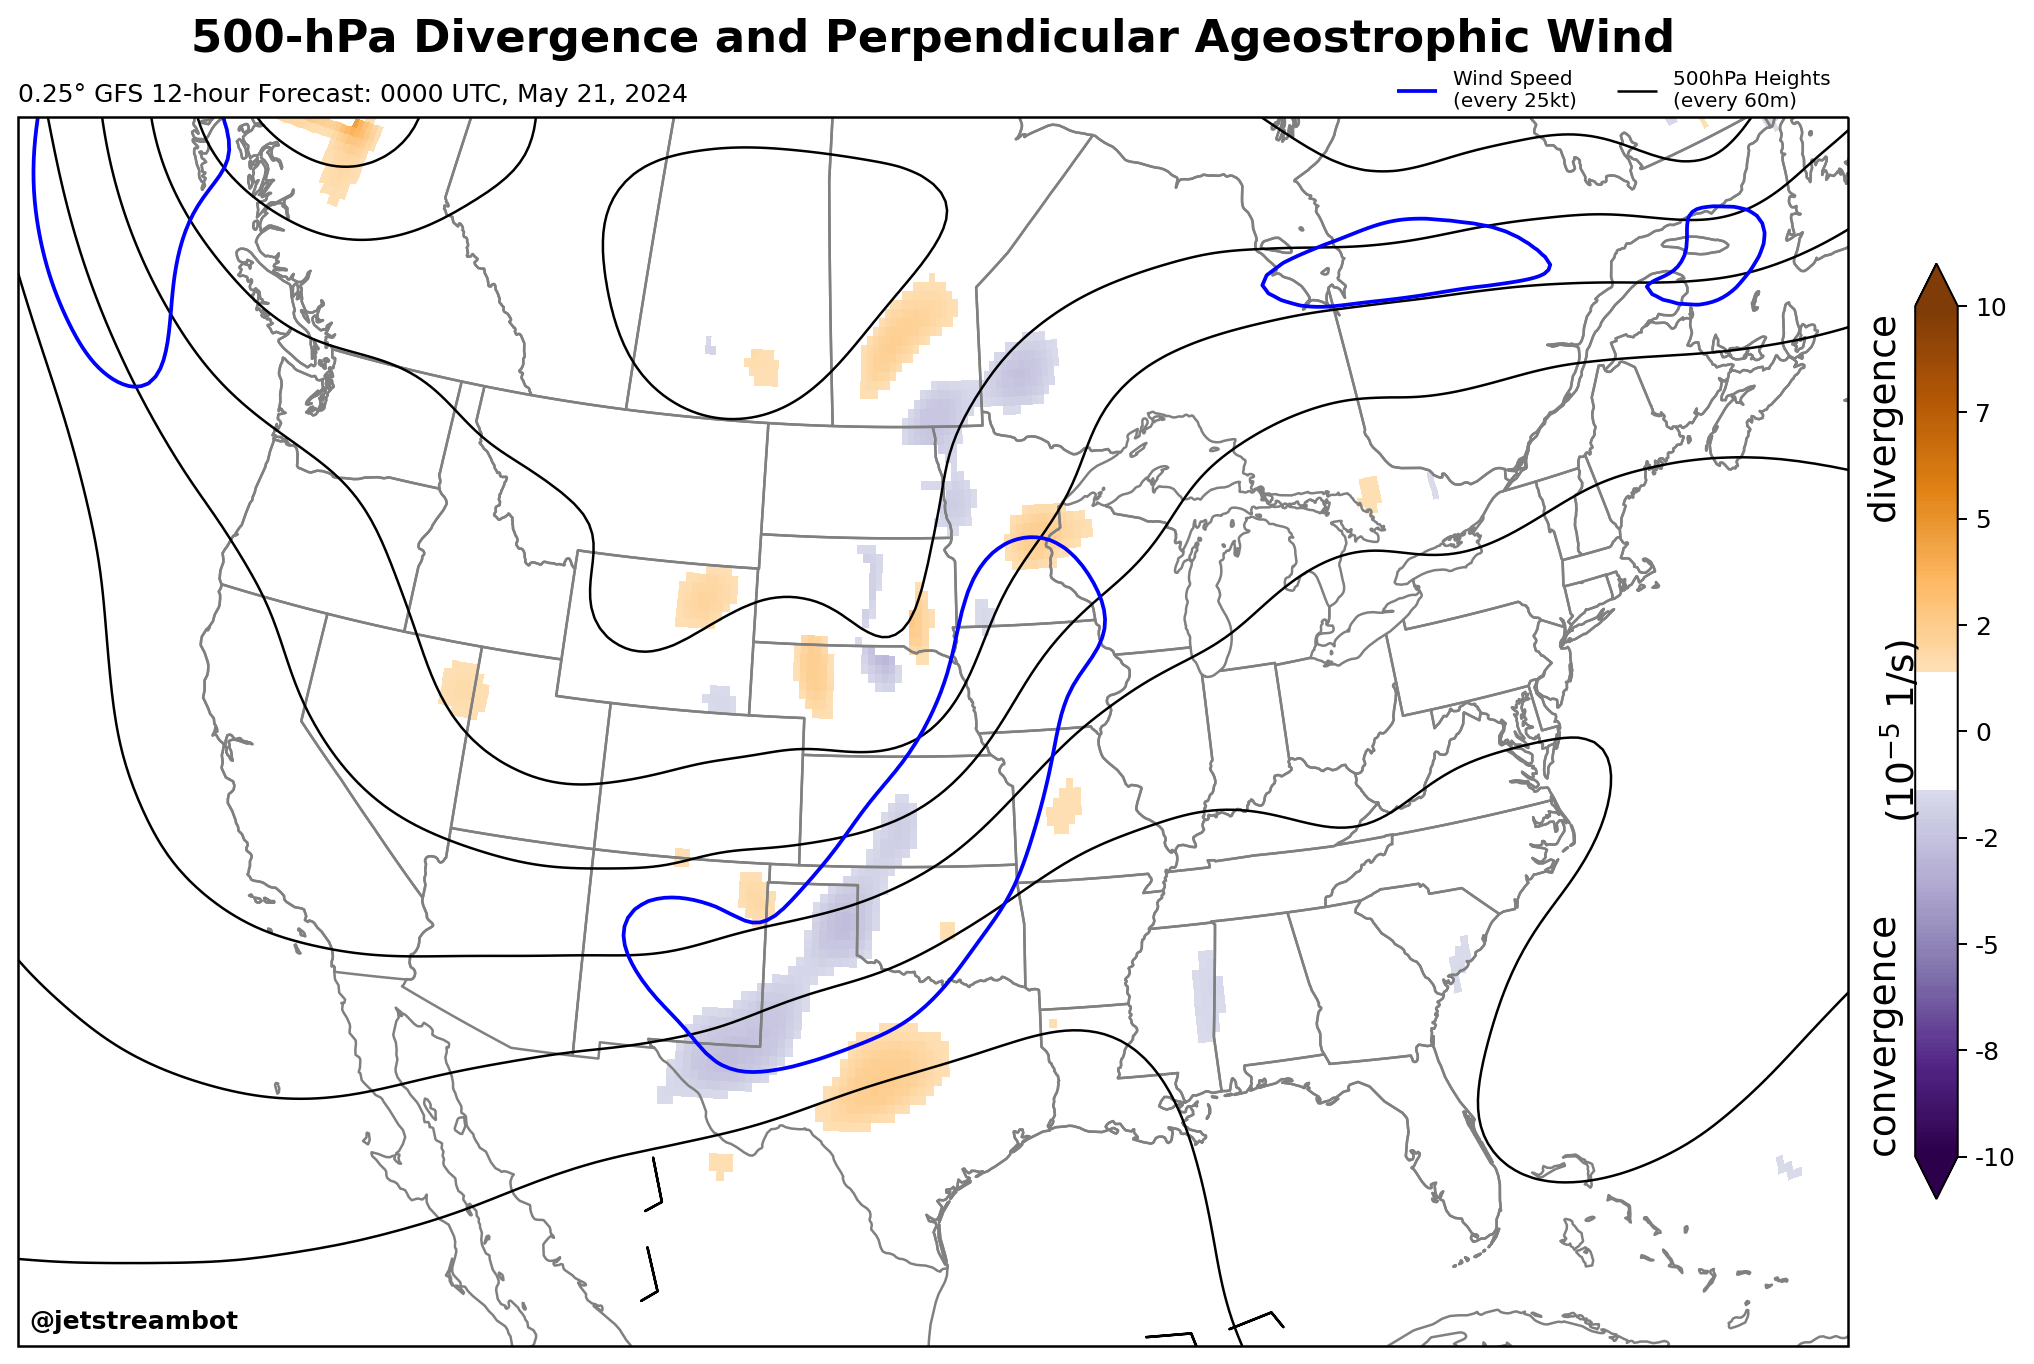 500-hPa Divergence and Perpendicular Ageostrophic Wind
0.25° GFS 12-hour Forecast: 0000 UTC, May 21, 2024
Wind Speed
(every 25kt)
500hPa Heights
(every 60m)
divergence
(10⁻⁵ 1/s)
convergence
10
7
5
2
0
-2
-5
-8
-10
@jetstreambot